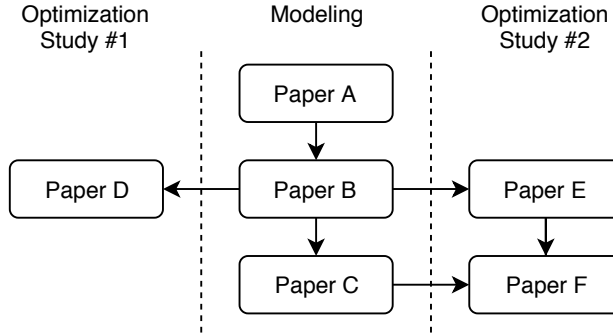 Optimization
Study #1
Modeling
Optimization
Study #2
Paper A
Paper D
Paper B
Paper E
Paper C
Paper F